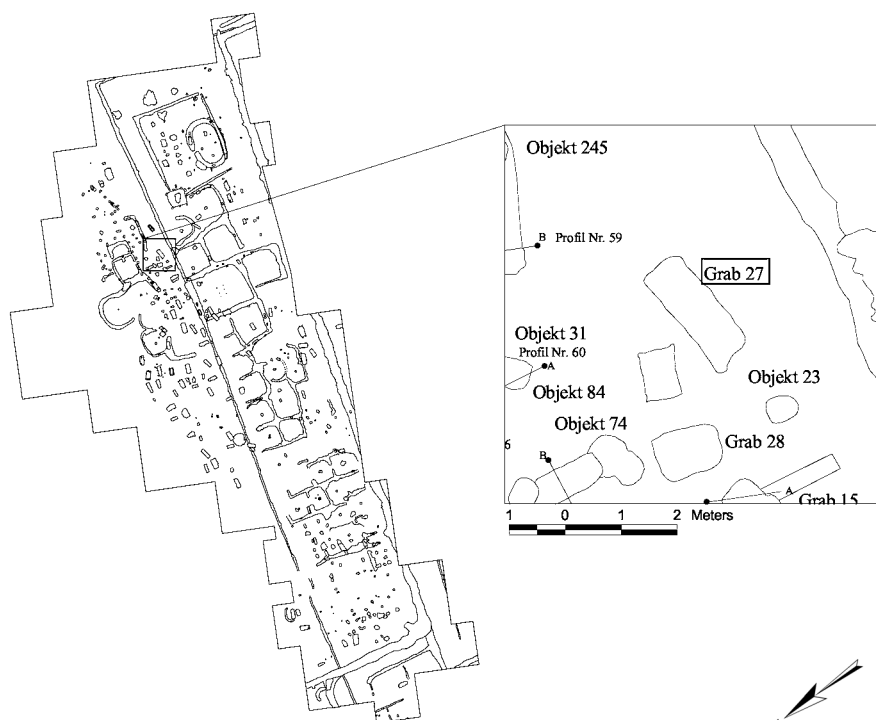 Objekt 245
B Profil Nr. 59
Grab 27
Objekt 31
Profil Nr. 60
A
Objekt 84
Objekt 23
Objekt 74
Grab 28
6
B
A
Grab 15
1 0 1 2 Meters